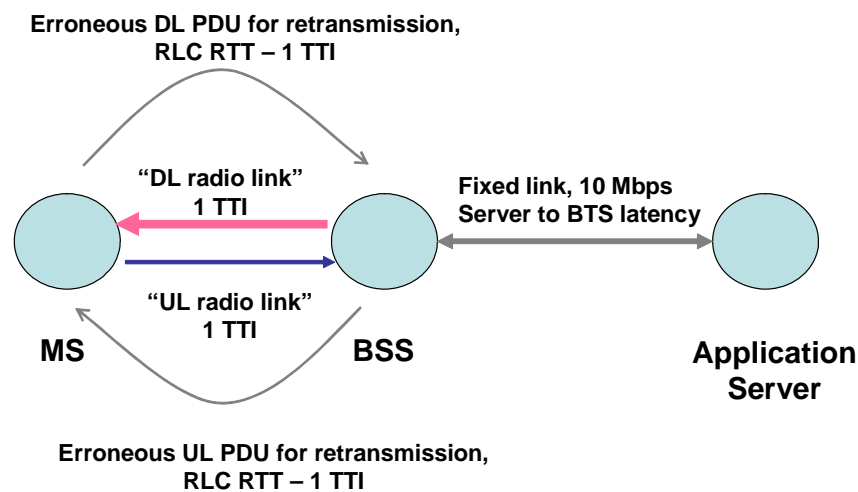 Erroneous DL PDU for retransmission,
RLC RTT – 1 TTI
“DL radio link”
1 TTI
Fixed link, 10 Mbps
Server to BTS latency
“UL radio link”
1 TTI
MS
BSS
Application
Server
Erroneous UL PDU for retransmission,
RLC RTT – 1 TTI